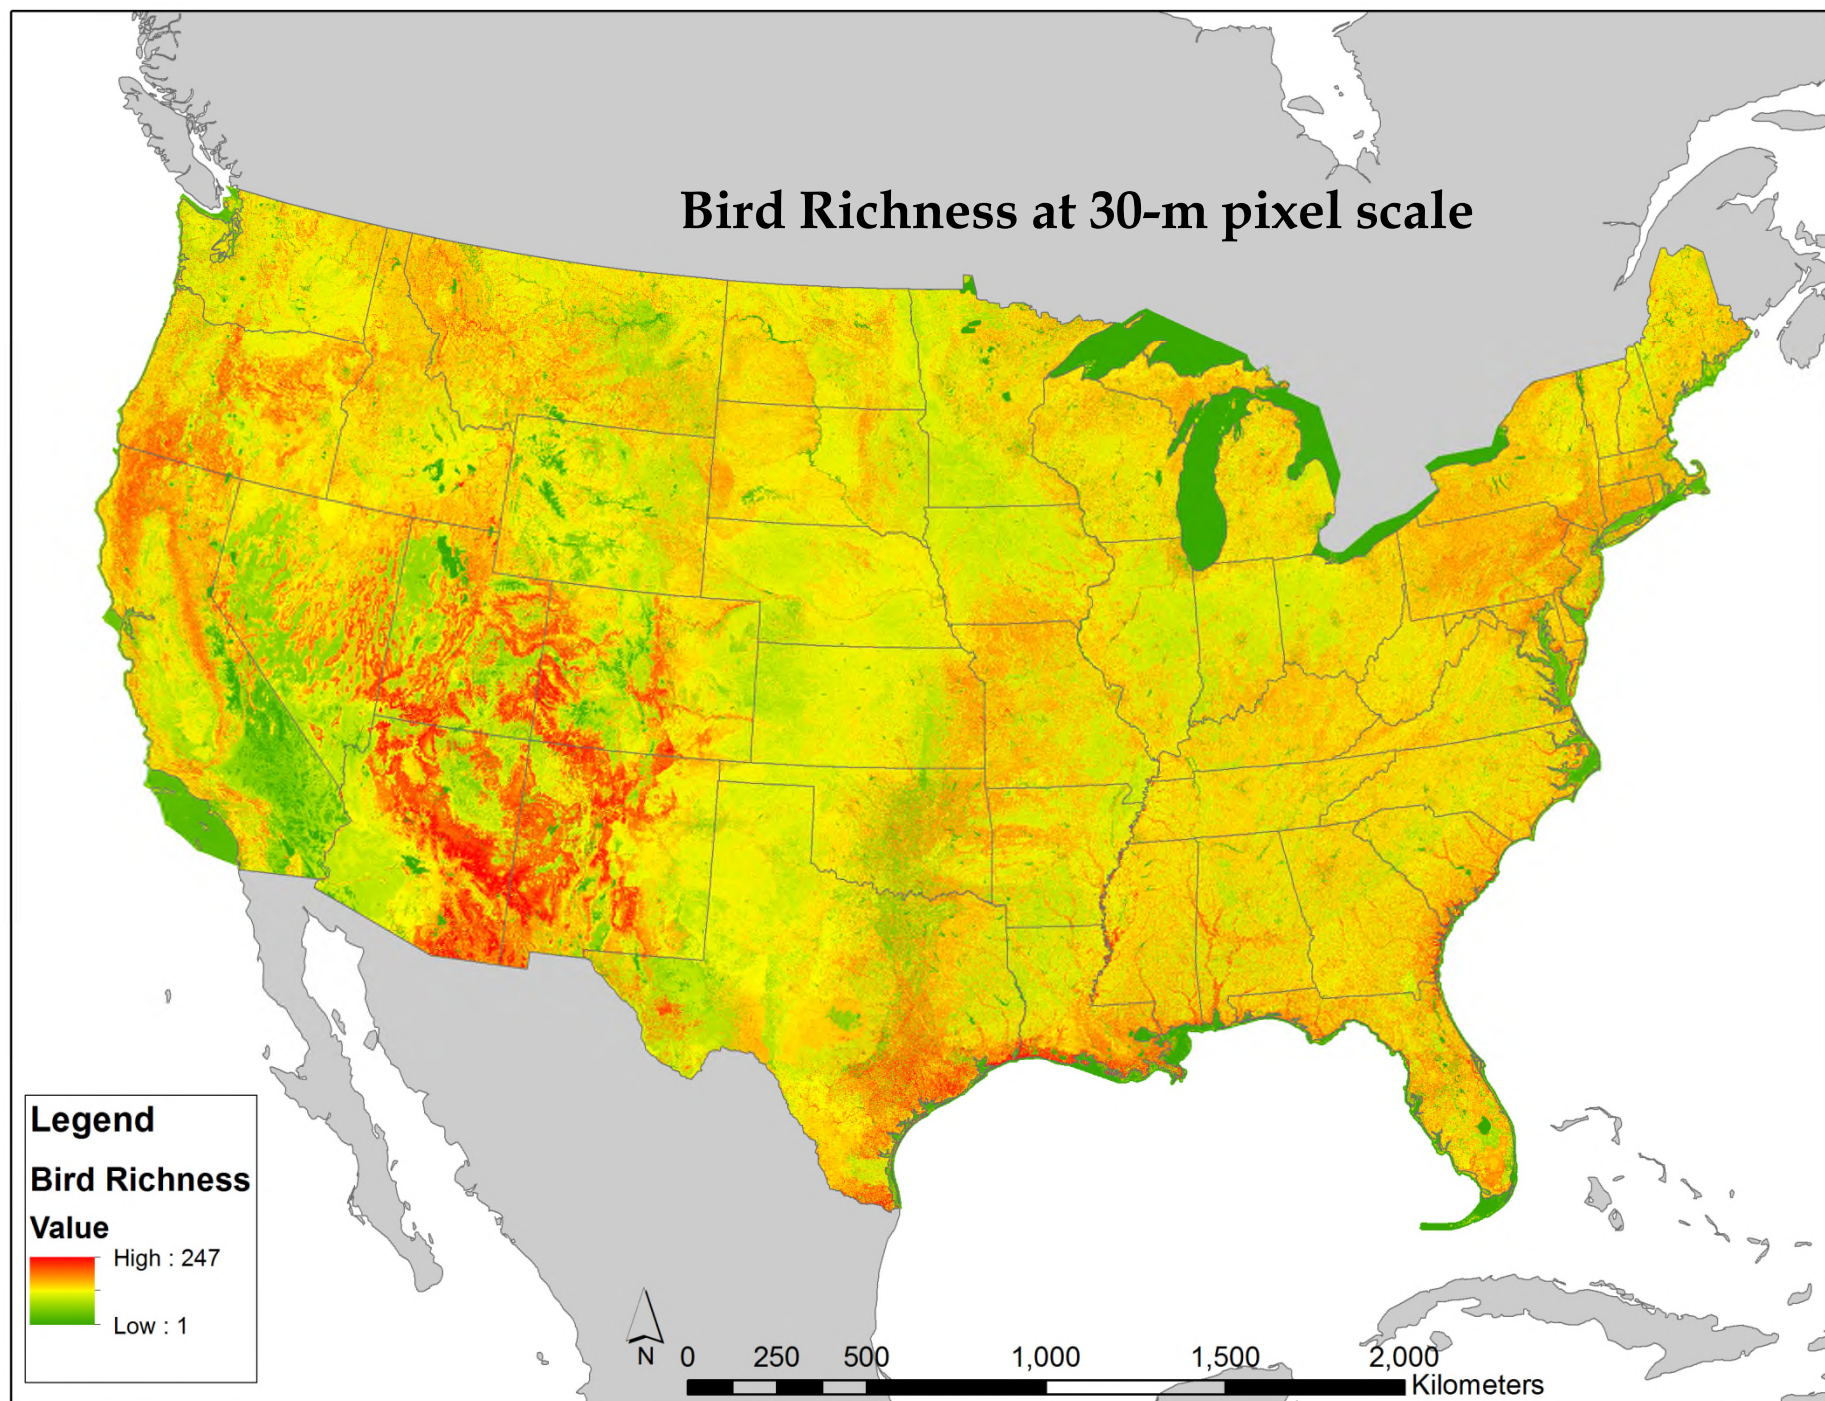 Bird Richness at 30-m pixel scale
Legend
Bird Richness
Value
High : 247
Low : 1
N
0 250 500 1,000 1,500 2,000
Kilometers